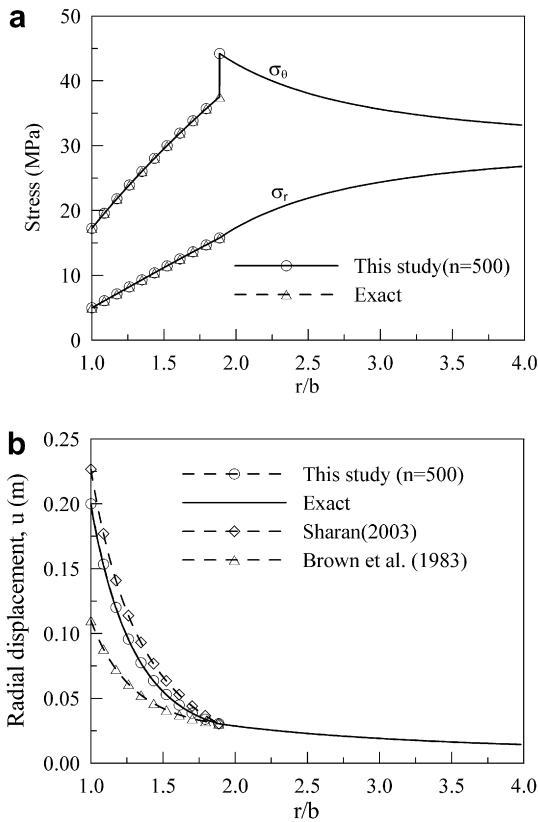 a
50
40
30
20
10
0
Stress (MPa)
σθ
σr
This study(n=500)
Exact
1.0 1.5 2.0 2.5 3.0 3.5 4.0
r/b
b
0.25
0.20
0.15
0.10
0.05
0.00
Radial displacement, u (m)
This study (n=500)
Exact
Sharan(2003)
Brown et al. (1983)
1.0 1.5 2.0 2.5 3.0 3.5 4.0
r/b